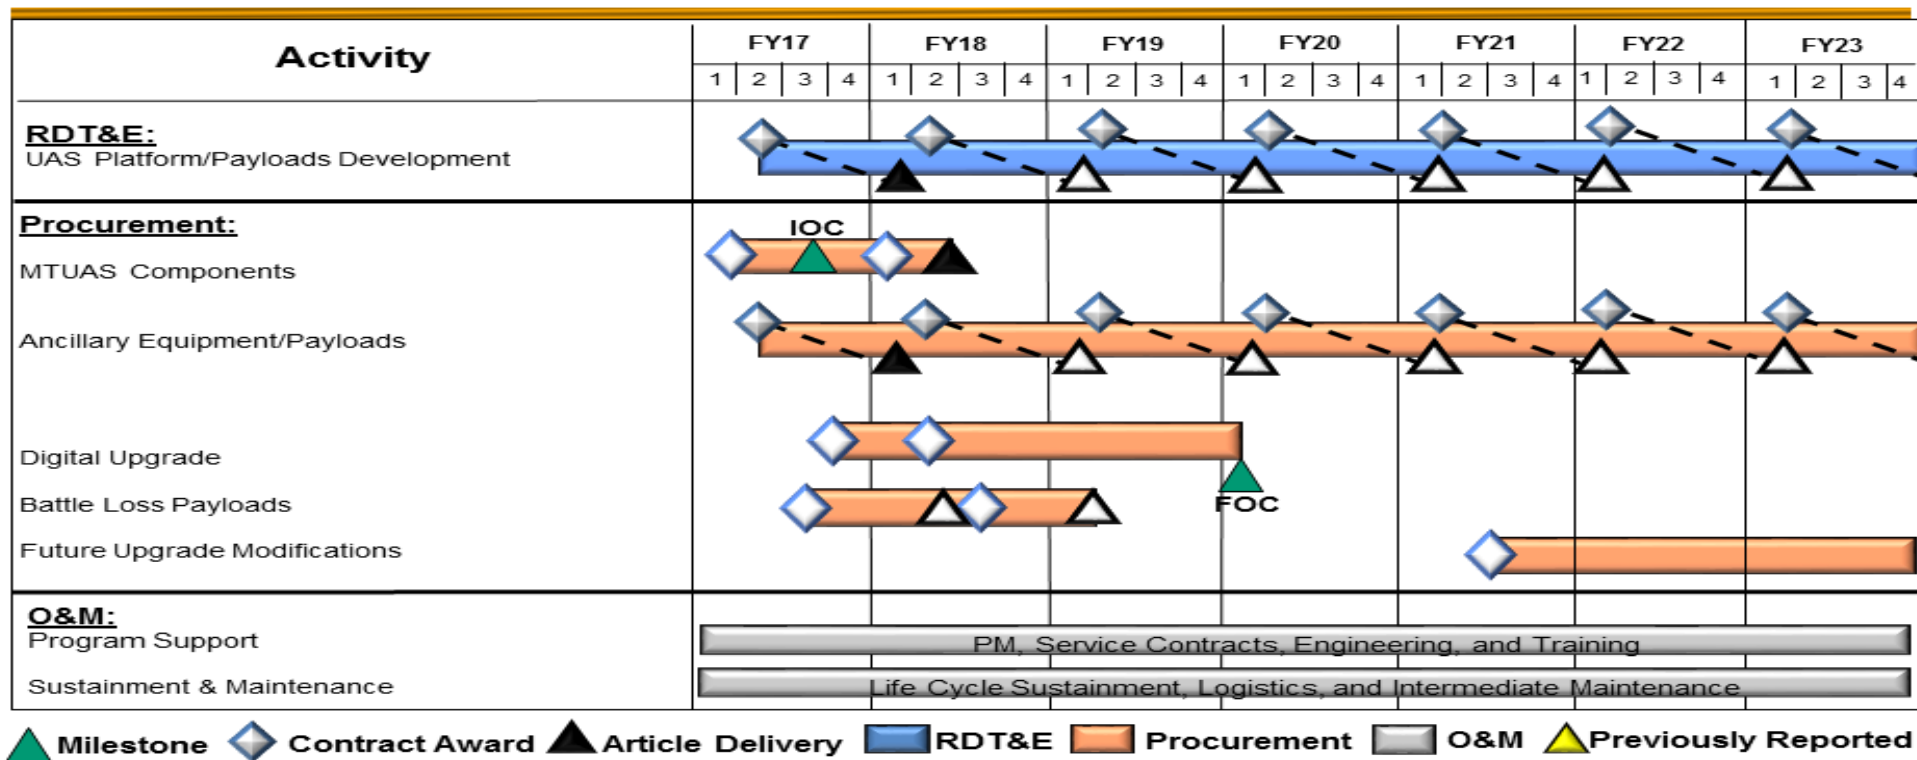 Activity
FY17 FY18 FY19 FY20 FY21 FY22 FY23
1 2 3 4 1 2 3 4 1 2 3 4 1 2 3 4 1 2 3 4 1 2 3 4 1 2 3 4
RDT&E:
UAS Platform/Payloads Development
Procurement:
IOC
MTUAS Components
Ancillary Equipment/Payloads
Digital Upgrade
Battle Loss Payloads
FOC
Future Upgrade Modifications
O&M:
Program Support
PM, Service Contracts, Engineering, and Training
Sustainment & Maintenance
Life Cycle Sustainment, Logistics, and Intermediate Maintenance
Milestone Contract Award Article Delivery RDT&E Procurement O&M Previously Reported